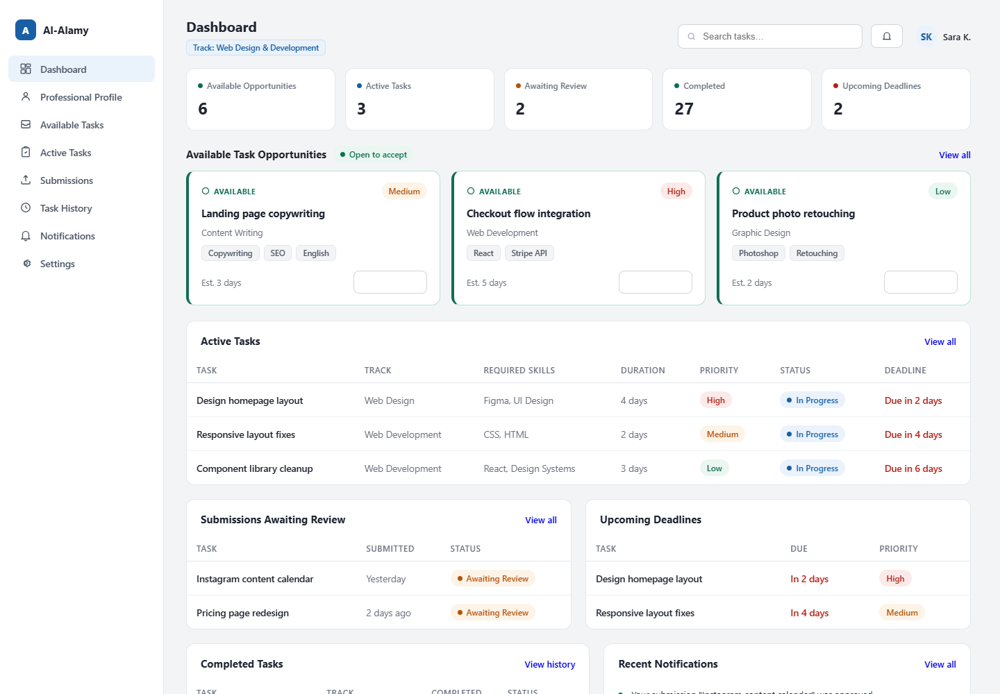 A Al-Alamy
Dashboard
Professional Profile
Available Tasks
Active Tasks
Submissions
Task History
Notifications
Settings
Dashboard
Track: Web Design & Development
Search tasks...
SK Sara K.
Available Opportunities
6
Active Tasks
3
Awaiting Review
2
Completed
27
Upcoming Deadlines
2
Available Task Opportunities Open to accept View all
AVAILABLE Medium
Landing page copywriting
Content Writing
Copywriting SEO English
Est. 3 days
AVAILABLE High
Checkout flow integration
Web Development
React Stripe API
Est. 5 days
AVAILABLE Low
Product photo retouching
Graphic Design
Photoshop Retouching
Est. 2 days
Active Tasks View all
TASK TRACK REQUIRED SKILLS DURATION PRIORITY STATUS DEADLINE
Design homepage layout Web Design Figma, UI Design 4 days High In Progress Due in 2 days
Responsive layout fixes Web Development CSS, HTML 2 days Medium In Progress Due in 4 days
Component library cleanup Web Development React, Design Systems 3 days Low In Progress Due in 6 days
Submissions Awaiting Review View all
TASK SUBMITTED STATUS
Instagram content calendar Yesterday Awaiting Review
Pricing page redesign 2 days ago Awaiting Review
Upcoming Deadlines
TASK DUE PRIORITY
Design homepage layout In 2 days High
Responsive layout fixes In 4 days Medium
Completed Tasks View history
TASK TRACK COMPLETED STATUS
Recent Notifications View all
Your submission "Instagram content calendar" was approved